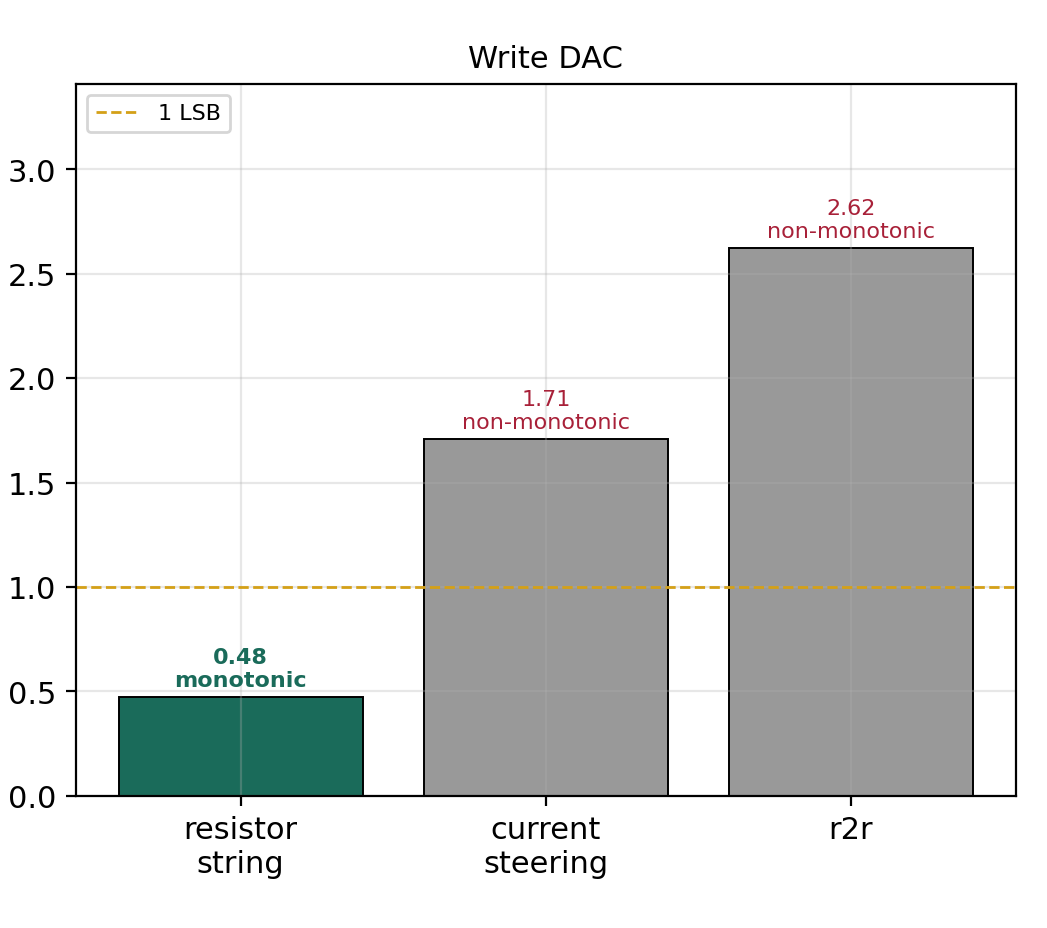 Write DAC
1 LSB
3.0
2.5
2.0
1.5
1.0
0.5
0.0
2.62
non-monotonic
1.71
non-monotonic
0.48
monotonic
resistor
string
current
steering
r2r